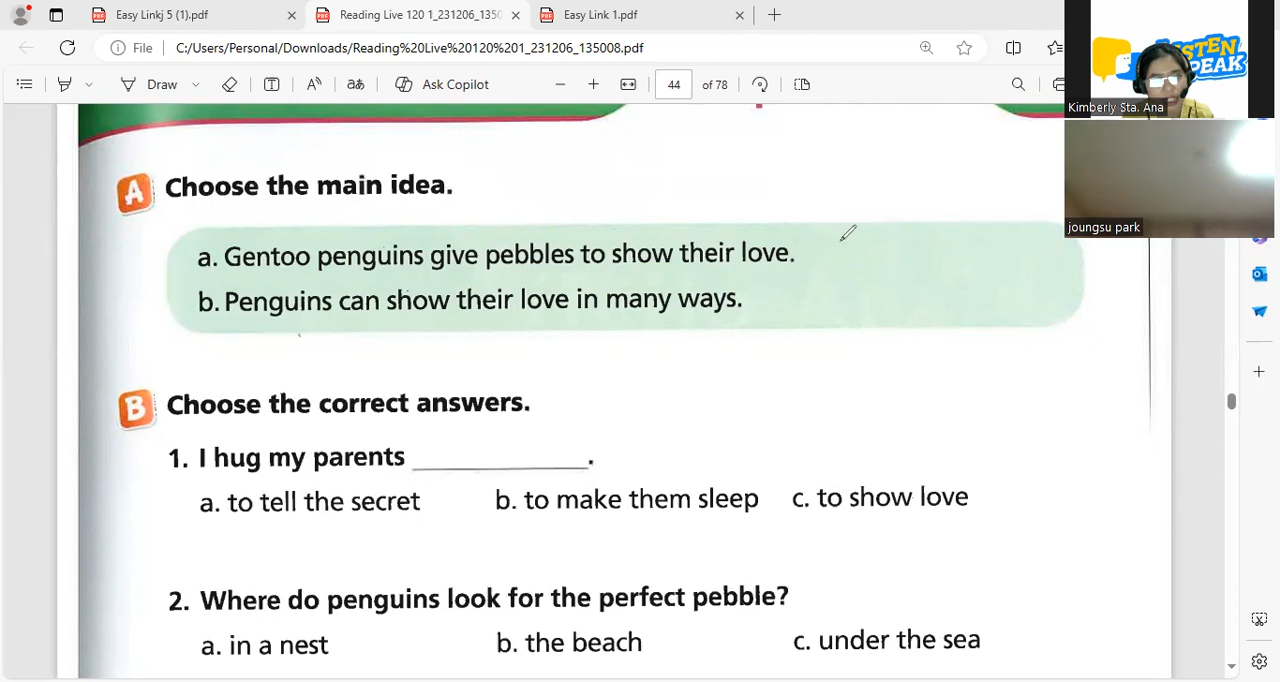 Easy Linkj 5 (1).pdf
Reading Live 120 1_231206_1350
Easy Link 1.pdf
File
C:/Users/Personal/Downloads/Reading%20Live%20120%201_231206_135008.pdf
Draw
Ask Copilot
44
of 78
Kimberly Sta. Ana
joungsu park
A Choose the main idea.
a. Gentoo penguins give pebbles to show their love.
b. Penguins can show their love in many ways.
B Choose the correct answers.
1. I hug my parents ____________.
a. to tell the secret b. to make them sleep c. to show love
2. Where do penguins look for the perfect pebble?
a. in a nest b. the beach c. under the sea